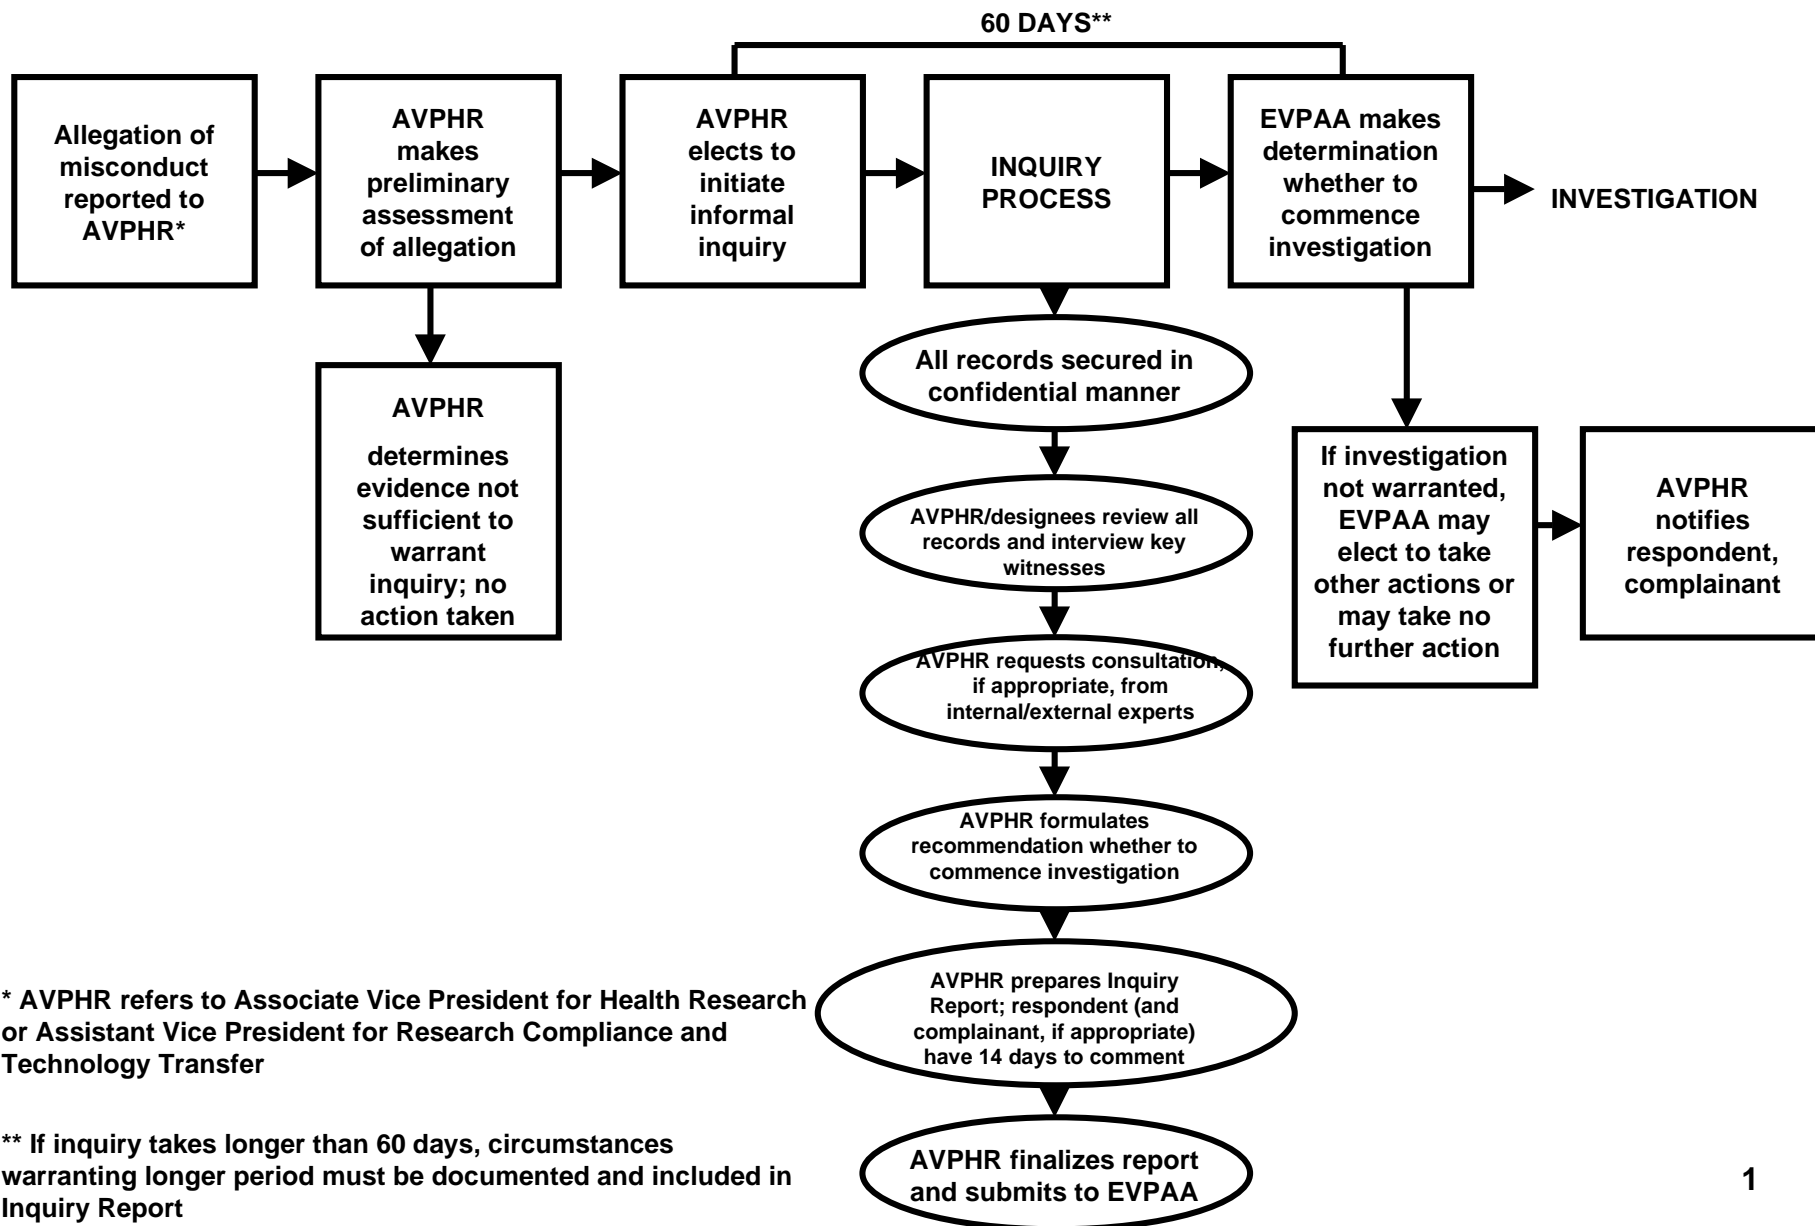 60 DAYS**
Allegation of
misconduct
reported to
AVPHR*
AVPHR
makes
preliminary
assessment
of allegation
AVPHR
elects to
initiate
informal
inquiry
INQUIRY
PROCESS
EVPAA makes
determination
whether to
commence
investigation
INVESTIGATION
AVPHR
determines
evidence not
sufficient to
warrant
inquiry; no
action taken
All records secured in
confidential manner
AVPHR/designees review all
records and interview key
witnesses
AVPHR requests consultation,
if appropriate, from
internal/external experts
AVPHR formulates
recommendation whether to
commence investigation
AVPHR prepares Inquiry
Report; respondent (and
complainant, if appropriate)
have 14 days to comment
AVPHR finalizes report
and submits to EVPAA
If investigation
not warranted,
EVPAA may
elect to take
other actions or
may take no
further action
AVPHR
notifies
respondent,
complainant
* AVPHR refers to Associate Vice President for Health Research
or Assistant Vice President for Research Compliance and
Technology Transfer
** If inquiry takes longer than 60 days, circumstances
warranting longer period must be documented and included in
Inquiry Report
1